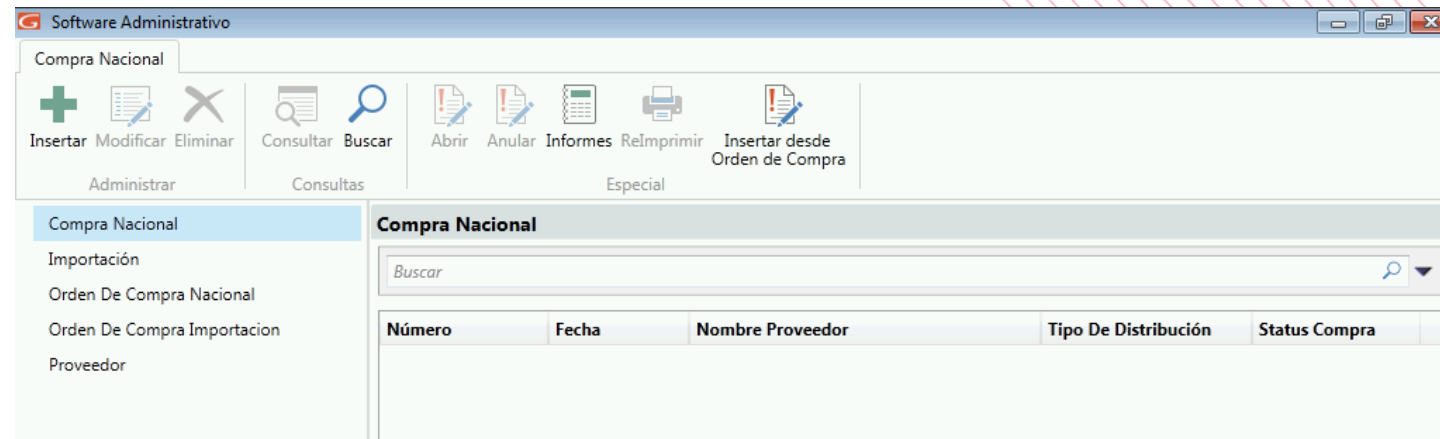 G Software Administrativo
Compra Nacional
Insertar Modificar Eliminar Consultar Buscar Abrir Anular Informes ReImprimir Insertar desde
Orden de Compra
Administrar Consultas Especial
Compra Nacional
Importación
Orden De Compra Nacional
Orden De Compra Importacion
Proveedor
Compra Nacional
Buscar
Número Fecha Nombre Proveedor Tipo De Distribución Status Compra